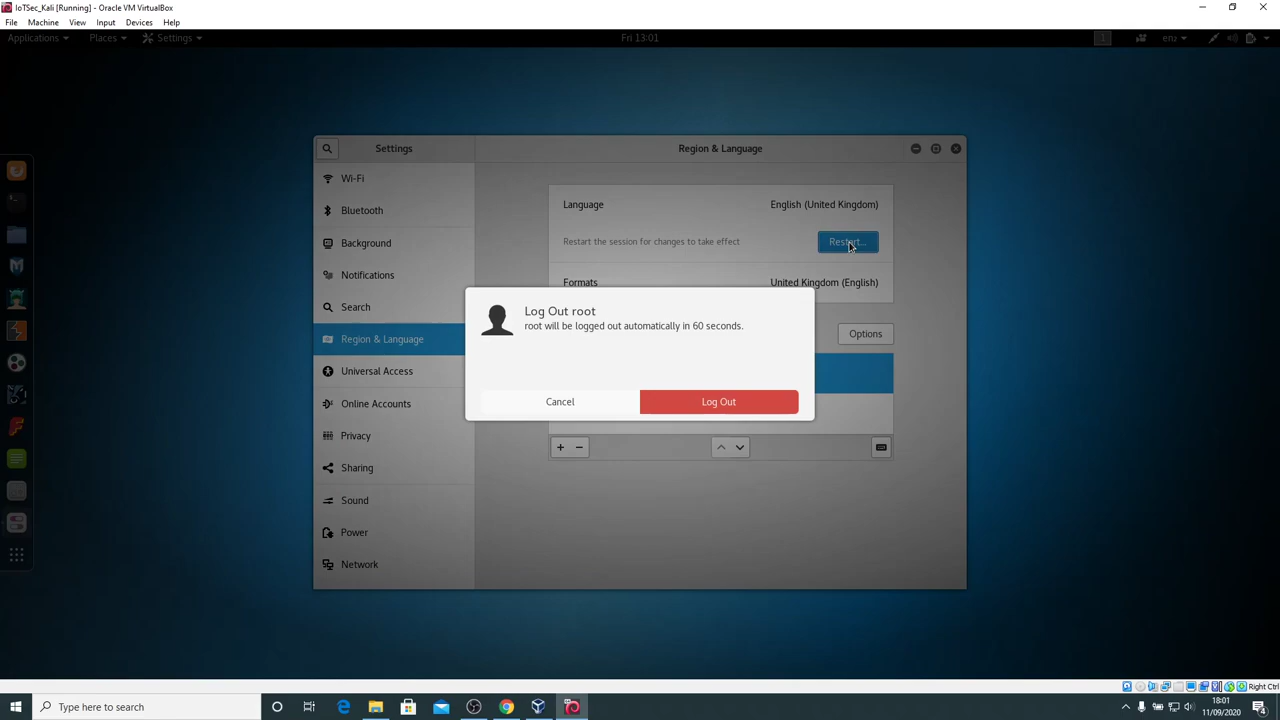 IoTSec_Kali [Running] - Oracle VM VirtualBox
File Machine View Input Devices Help
Applications Places Settings Fri 13:01 1 en₂
Settings Region & Language
Wi-Fi
Bluetooth
Background
Notifications
Search
Region & Language
Universal Access
Online Accounts
Privacy
Sharing
Sound
Power
Network
Language English (United Kingdom)
Restart the session for changes to take effect Restart...
Formats United Kingdom (English)
Options
Log Out root
root will be logged out automatically in 60 seconds.
Cancel Log Out
Right Ctrl
Type here to search
18:01
11/09/2020
4